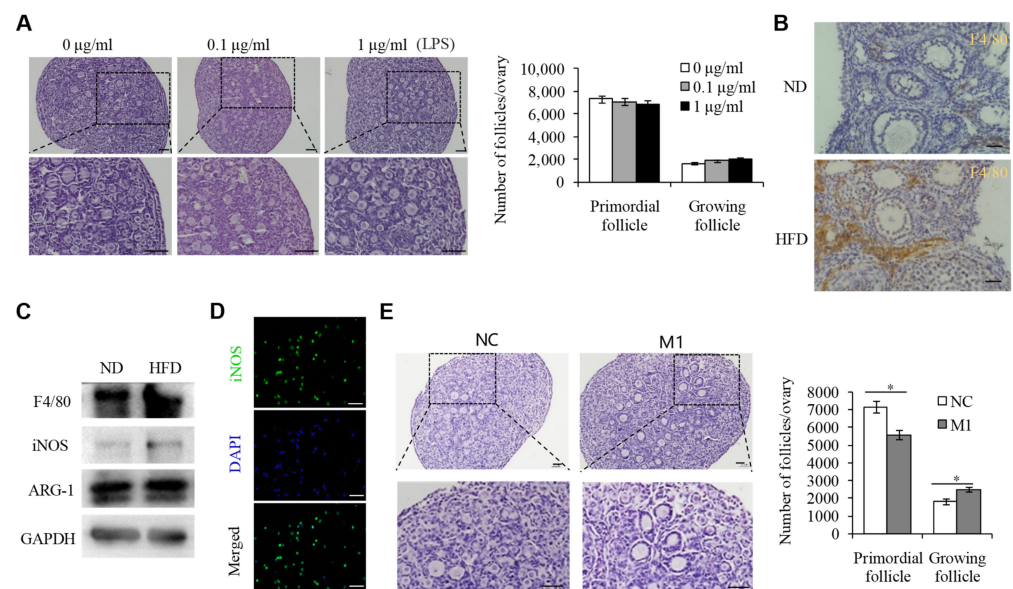 A
0 µg/ml
0.1 µg/ml
1 µg/ml (LPS)
Number of follicles/ovary
10,000
8,000
6,000
4,000
2,000
0
0 µg/ml
0.1 µg/ml
1 µg/ml
Primordial
follicle
Growing
follicle
B
ND
F4/80
HFD
F4/80
C
ND
HFD
F4/80
iNOS
ARG-1
GAPDH
D
iNOS
DAPI
Merged
E
NC
M1
Number of follicles/ovary
8000
7000
6000
5000
4000
3000
2000
1000
0
*
*
NC
M1
Primordial
follicle
Growing
follicle